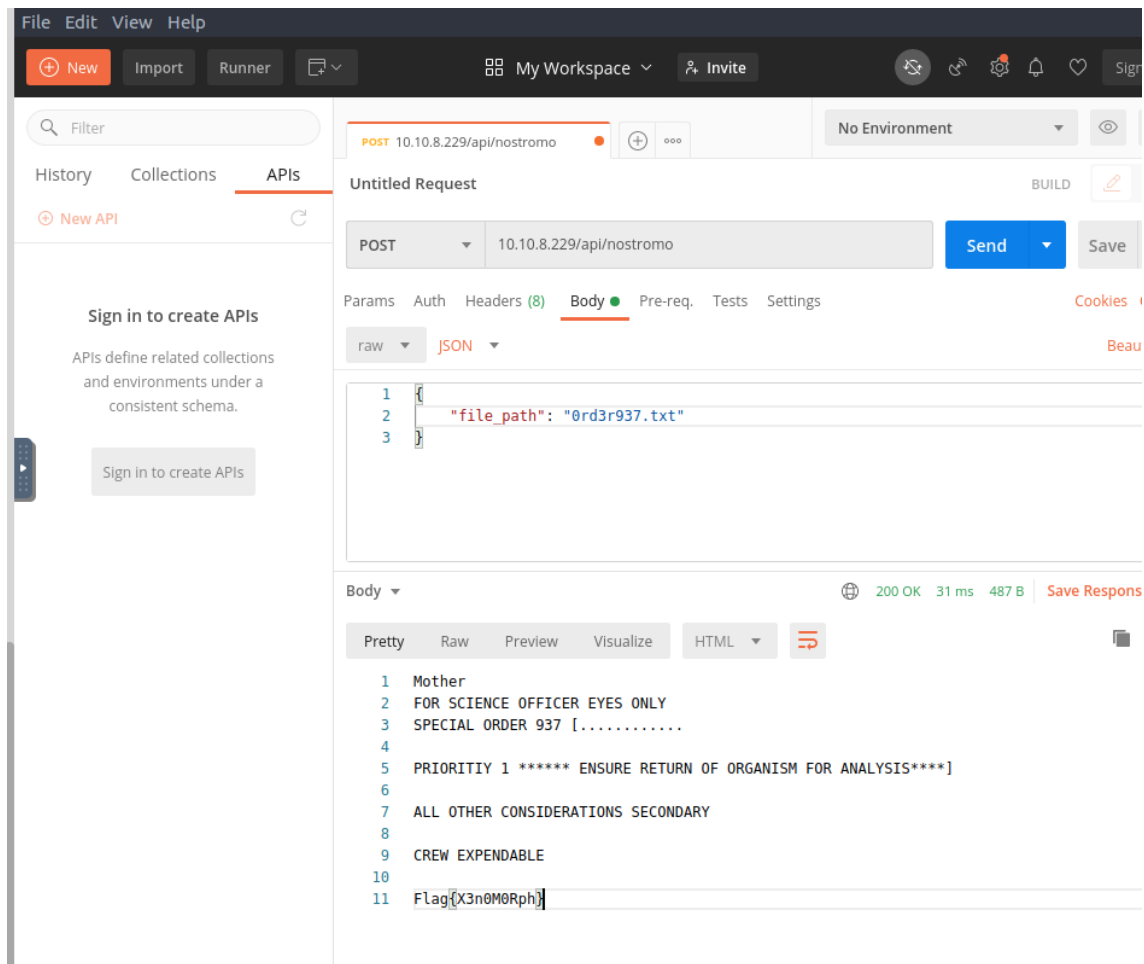 File Edit View Help
New Import Runner My Workspace Invite
Filter
History Collections APIs
New API
Sign in to create APIs
APIs define related collections
and environments under a
consistent schema.
Sign in to create APIs
POST 10.10.8.229/api/nostromo
No Environment
Untitled Request BUILD
POST 10.10.8.229/api/nostromo Send Save
Params Auth Headers (8) Body Pre-req. Tests Settings Cookies
raw JSON
1 {
2 "file_path": "0rd3r937.txt"
3 }
Body 200 OK 31 ms 487 B Save
Pretty Raw Preview Visualize HTML
1 Mother
2 FOR SCIENCE OFFICER EYES ONLY
3 SPECIAL ORDER 937 [............
4
5 PRIORITIY 1 ****** ENSURE RETURN OF ORGANISM FOR ANALYSIS****]
6
7 ALL OTHER CONSIDERATIONS SECONDARY
8
9 CREW EXPENDABLE
10
11 Flag{X3n0M0Rph}